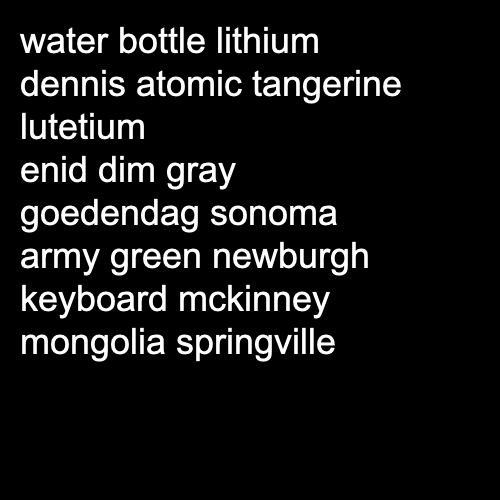 water bottle lithium
dennis atomic tangerine
lutetium
enid dim gray
goedendag sonoma
army green newburgh
keyboard mckinney
mongolia springville